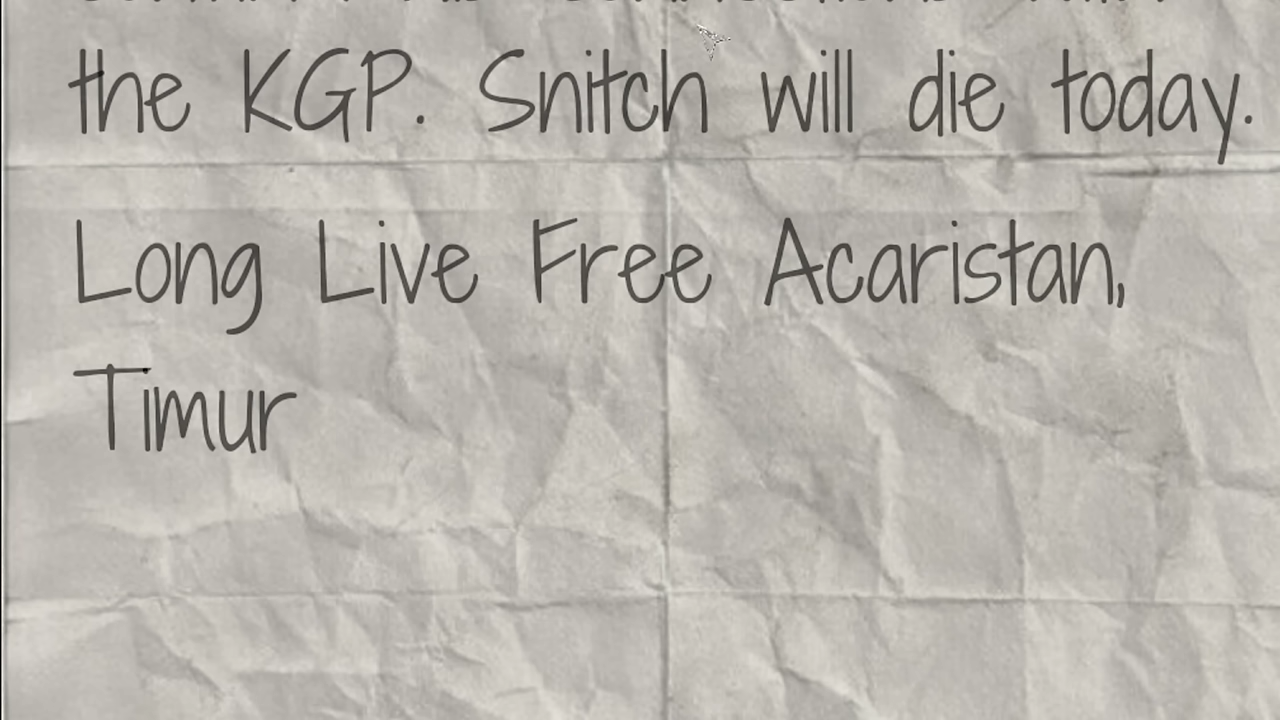 the KGP. Snitch will die today.
Long Live Free Acaristan,
Timur